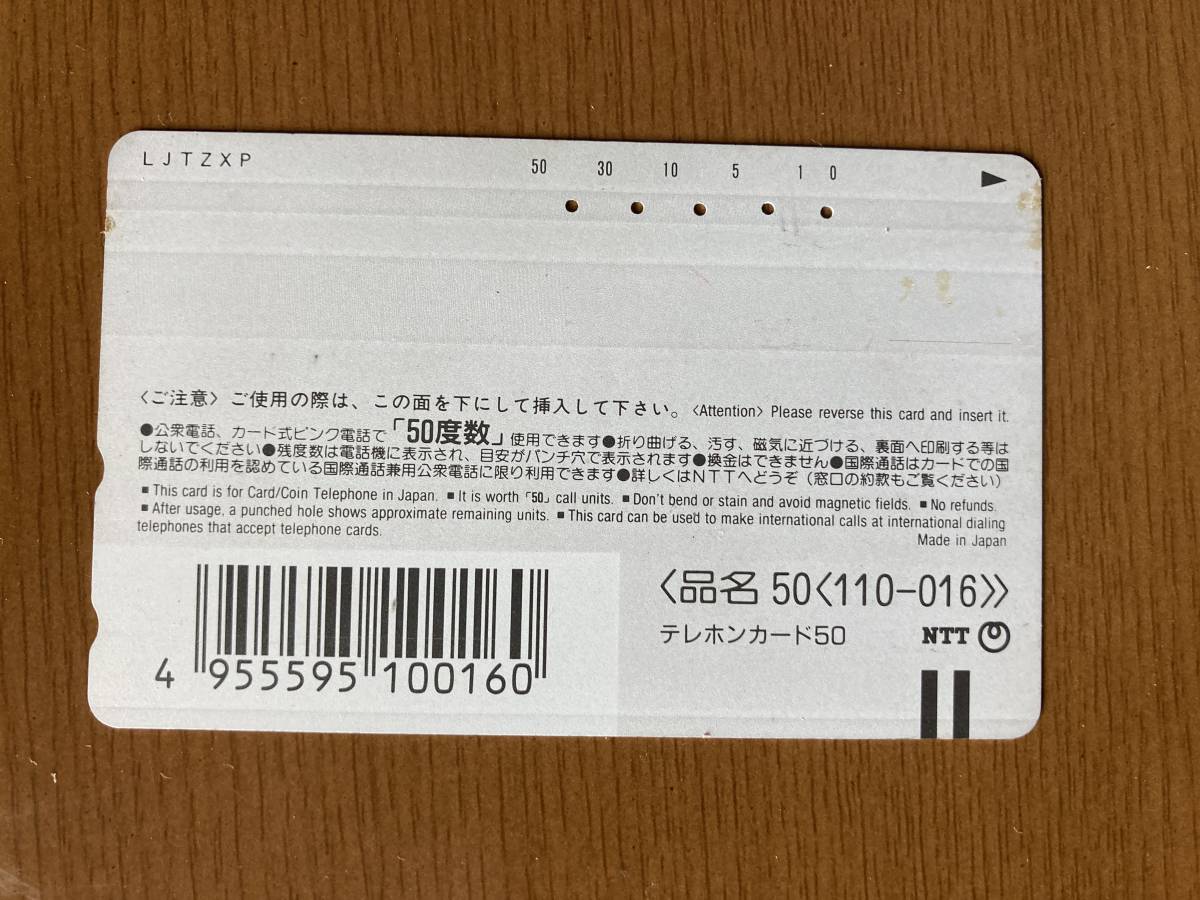 LJTZXP
50 30 10 5 1 0
〈ご注意〉ご使用の際は、この面を下にして挿入して下さい。〈Attention〉Please reverse this card and insert it.
●公衆電話、カード式ピンク電話で「50度数」使用できます●折り曲げる、汚す、磁気に近づける、裏面へ印刷する等は
しないでください●残度数は電話機に表示され、目安がパンチ穴で表示されます●換金はできません●国際通話はカードでの国
際通話の利用を認めている国際通話兼用公衆電話に限り利用できます●詳しくはNTTへどうぞ（窓口の約款もご覧ください）
■This card is for Card/Coin Telephone in Japan. ■It is worth「50」call units. ■Don't bend or stain and avoid magnetic fields. ■No refunds.
■After usage, a punched hole shows approximate remaining units. ■This card can be used to make international calls at international dialing
telephones that accept telephone cards.
Made in Japan
〈品名 50〈110-016〉〉
テレホンカード50 NTT
4 955595 100160